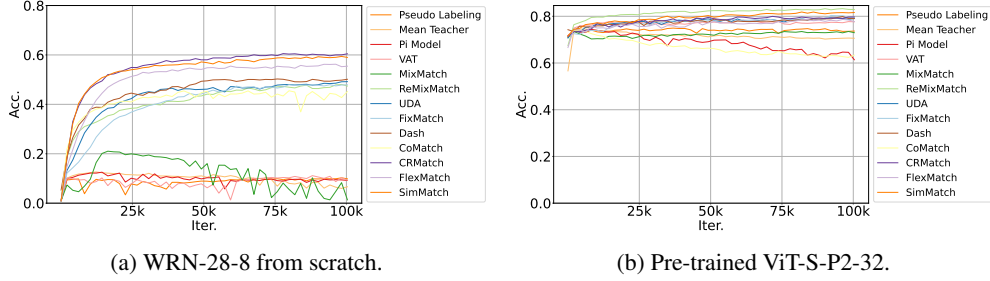 0.8
0.6
0.4
0.2
0.0
Acc.
25k 50k 75k 100k
Iter.
Pseudo Labeling
Mean Teacher
Pi Model
VAT
MixMatch
ReMixMatch
UDA
FixMatch
Dash
CoMatch
CRMatch
FlexMatch
SimMatch
(a) WRN-28-8 from scratch.
0.8
0.6
0.4
0.2
0.0
Acc.
25k 50k 75k 100k
Iter.
Pseudo Labeling
Mean Teacher
Pi Model
VAT
MixMatch
ReMixMatch
UDA
FixMatch
Dash
CoMatch
CRMatch
FlexMatch
SimMatch
(b) Pre-trained ViT-S-P2-32.